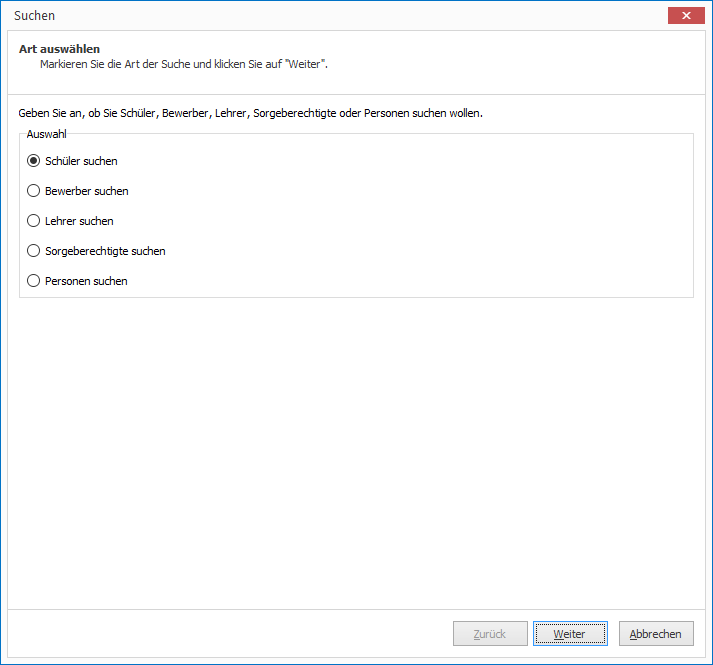 Suchen
Art auswählen
Markieren Sie die Art der Suche und klicken Sie auf "Weiter".
Geben Sie an, ob Sie Schüler, Bewerber, Lehrer, Sorgeberechtigte oder Personen suchen wollen.
Auswahl
Schüler suchen
Bewerber suchen
Lehrer suchen
Sorgeberechtigte suchen
Personen suchen
Zurück Weiter Abbrechen